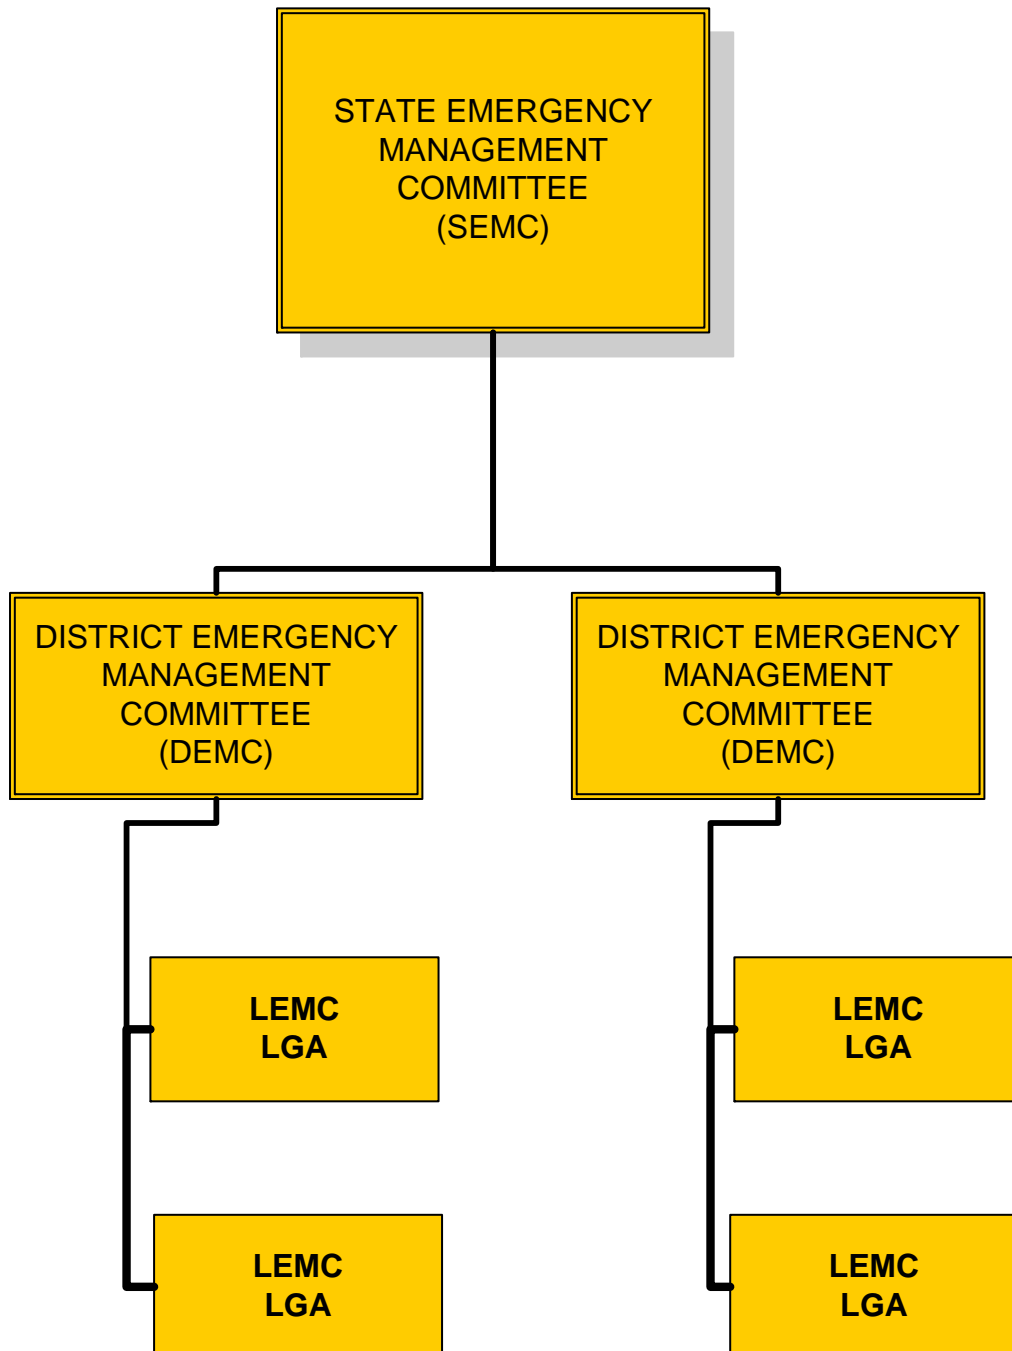 STATE EMERGENCY
MANAGEMENT
COMMITTEE
(SEMC)
DISTRICT EMERGENCY
MANAGEMENT
COMMITTEE
(DEMC)
DISTRICT EMERGENCY
MANAGEMENT
COMMITTEE
(DEMC)
LEMC
LGA
LEMC
LGA
LEMC
LGA
LEMC
LGA